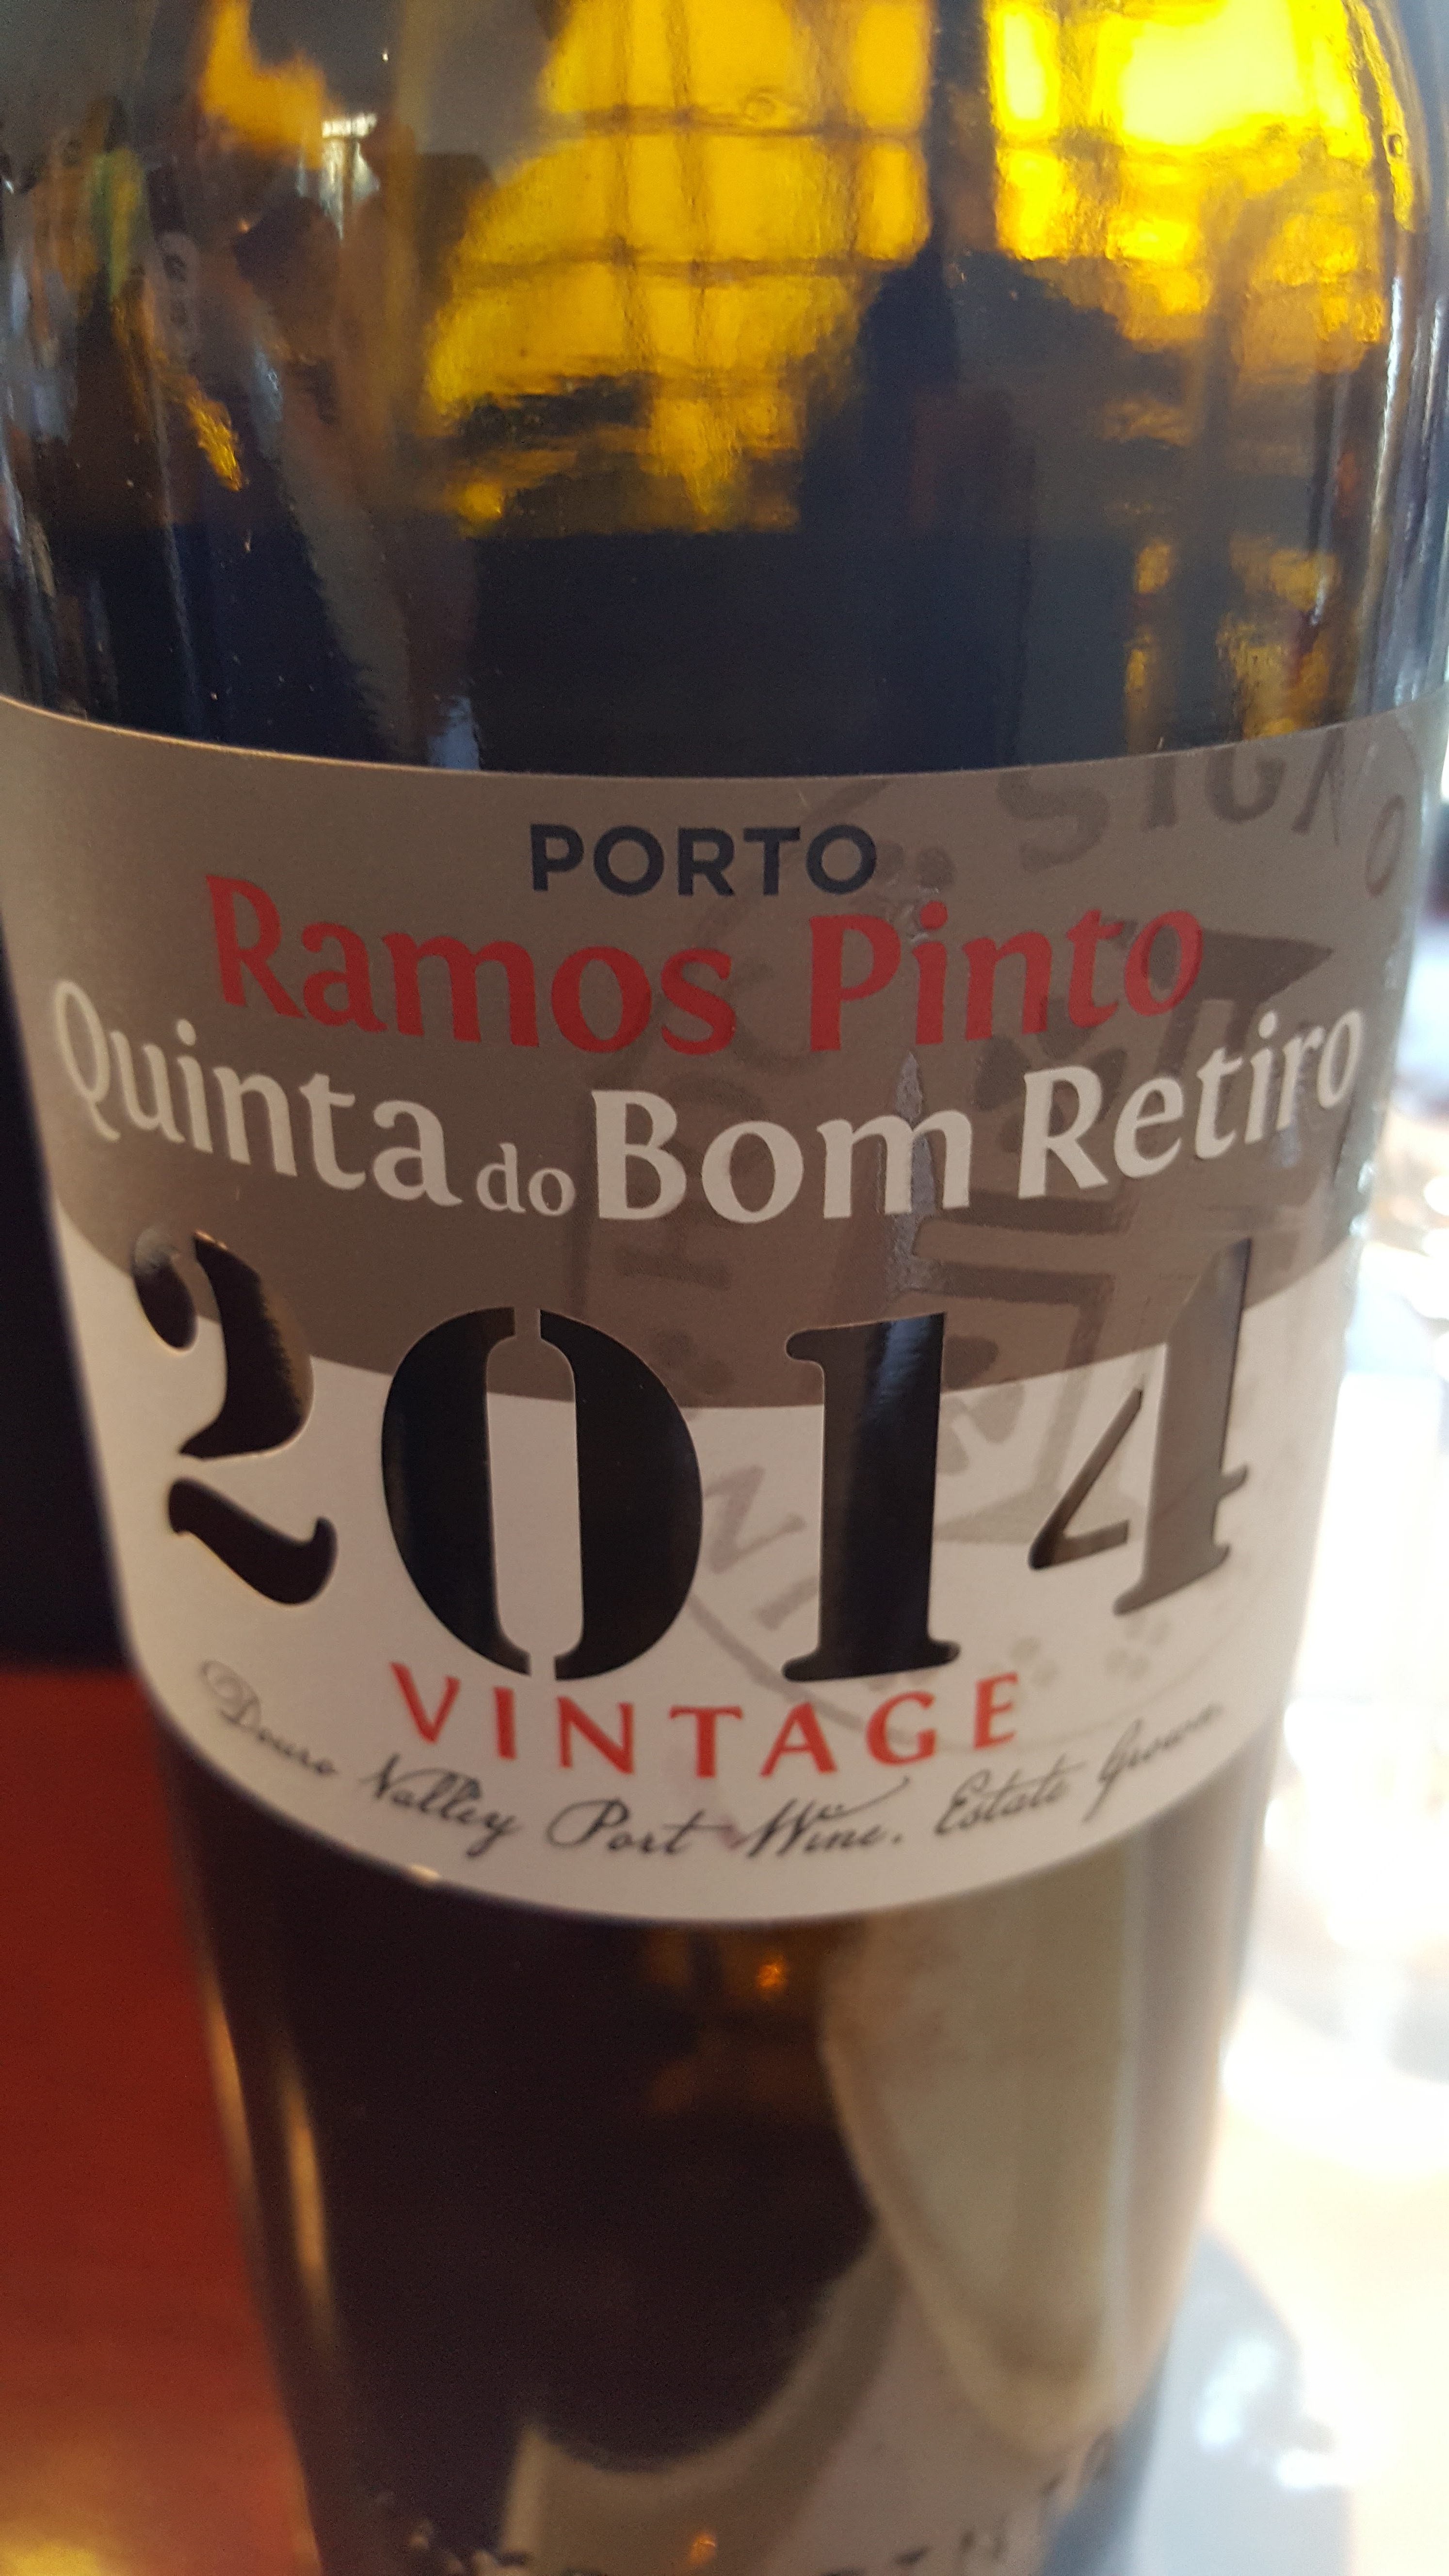 PORTO
Ramos Pinto
Quinta do Bom Retiro
2014
VINTAGE
Douro Valley Port Wine. Estate Grown.